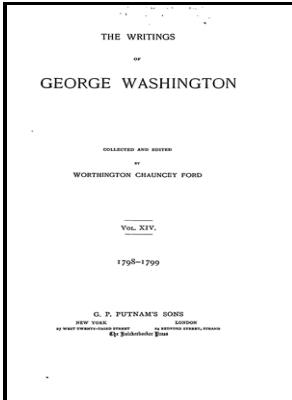 THE WRITINGS
OF
GEORGE WASHINGTON
COLLECTED AND EDITED
BY
WORTHINGTON CHAUNCEY FORD
VOL. XIV.
1798–1799
G. P. PUTNAM'S SONS
NEW YORK LONDON
27 WEST TWENTY-THIRD STREET 24 BEDFORD STREET, STRAND
The Knickerbocker Press